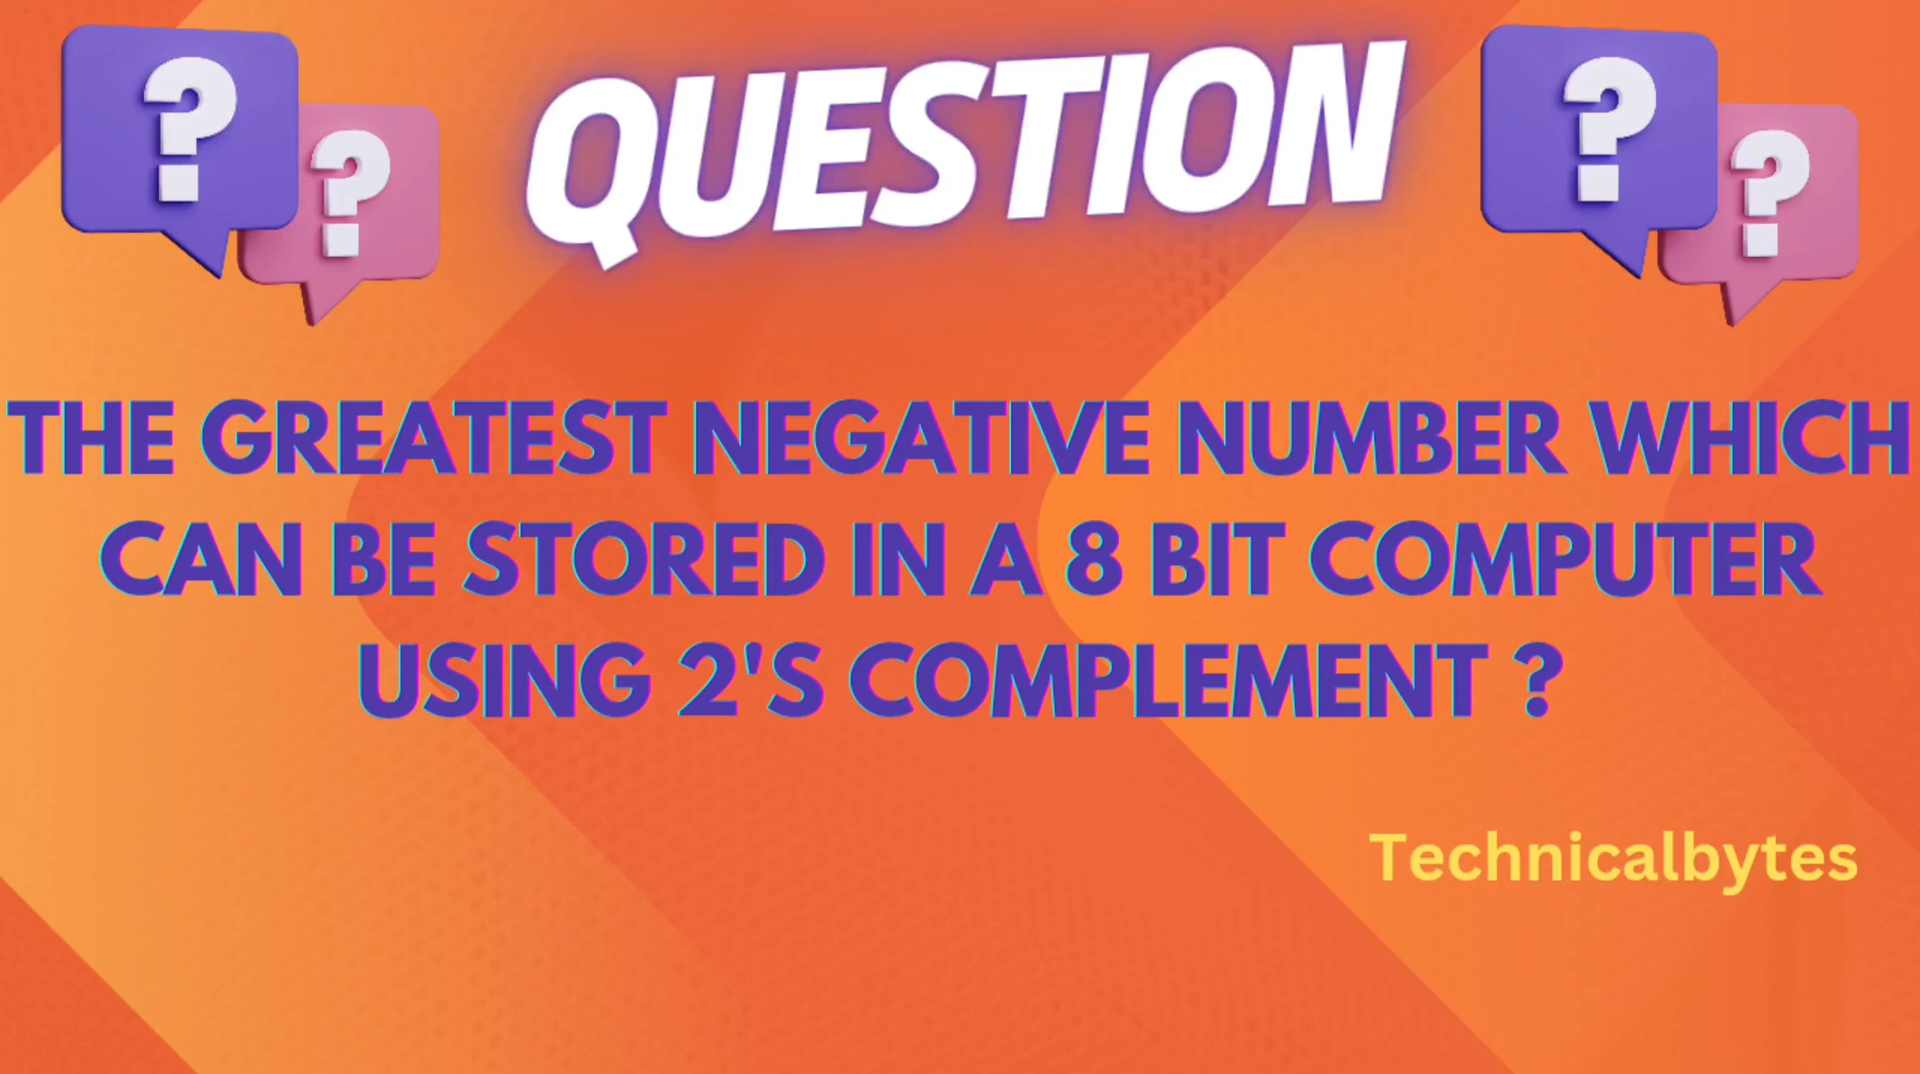 ? ? QUESTION ? ?
THE GREATEST NEGATIVE NUMBER WHICH
CAN BE STORED IN A 8 BIT COMPUTER
USING 2'S COMPLEMENT ?
Technicalbytes